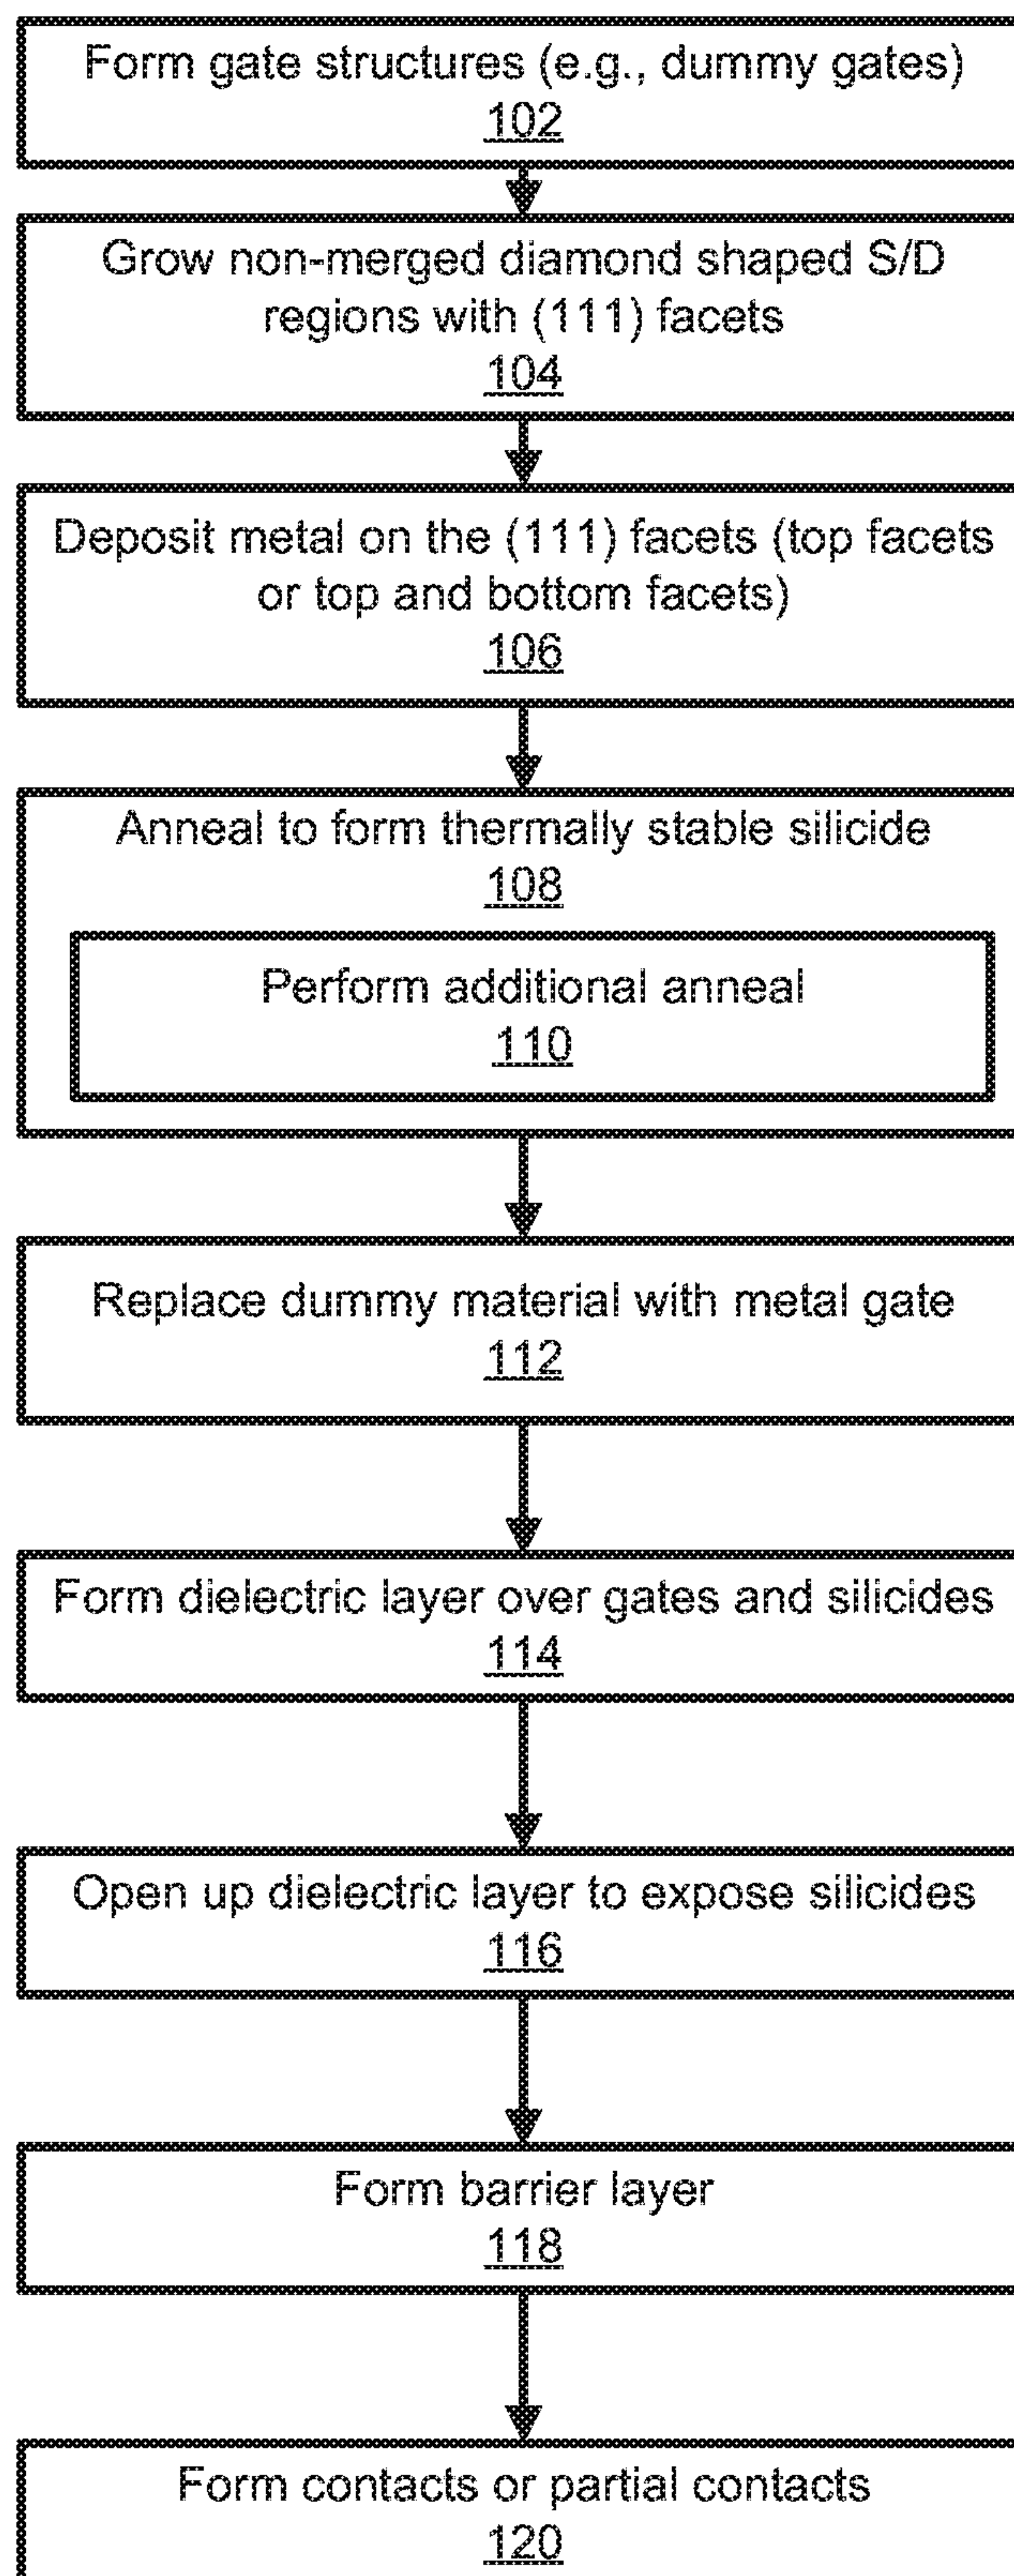 Form gate structures (e.g., dummy gates)
102
Grow non-merged diamond shaped S/D
regions with (111) facets
104
Deposit metal on the (111) facets (top facets
or top and bottom facets)
106
Anneal to form thermally stable silicide
108
Perform additional anneal
110
Replace dummy material with metal gate
112
Form dielectric layer over gates and silicides
114
Open up dielectric layer to expose silicides
116
Form barrier layer
118
Form contacts or partial contacts
120